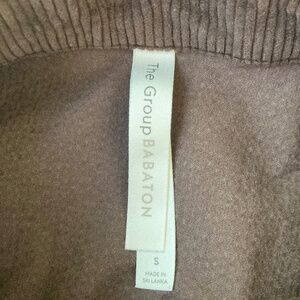 The Group BABATON
S
MADE IN
SRI LANKA